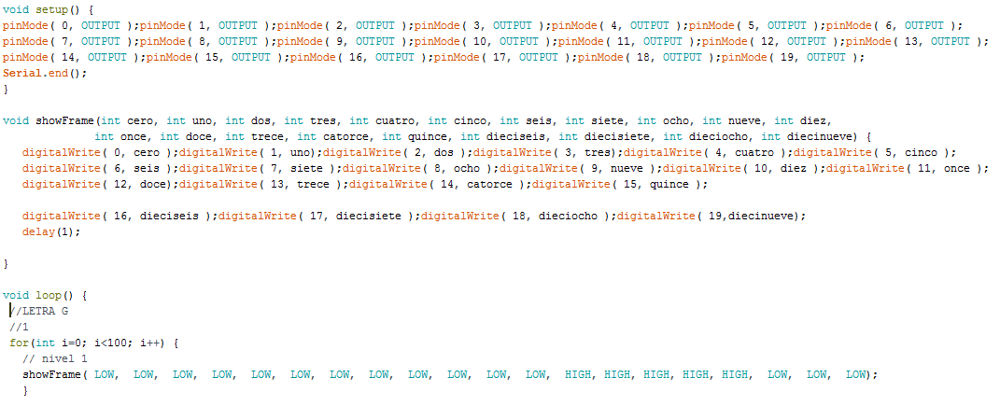 void setup() {
pinMode( 0, OUTPUT );pinMode( 1, OUTPUT );pinMode( 2, OUTPUT );pinMode( 3, OUTPUT );pinMode( 4, OUTPUT );pinMode( 5, OUTPUT );pinMode( 6, OUTPUT );
pinMode( 7, OUTPUT );pinMode( 8, OUTPUT );pinMode( 9, OUTPUT );pinMode( 10, OUTPUT );pinMode( 11, OUTPUT );pinMode( 12, OUTPUT );pinMode( 13, OUTPUT );
pinMode( 14, OUTPUT );pinMode( 15, OUTPUT );pinMode( 16, OUTPUT );pinMode( 17, OUTPUT );pinMode( 18, OUTPUT );pinMode( 19, OUTPUT );
Serial.end();
}
void showFrame(int cero, int uno, int dos, int tres, int cuatro, int cinco, int seis, int siete, int ocho, int nueve, int diez,
int once, int doce, int trece, int catorce, int quince, int dieciseis, int diecisiete, int dieciocho, int diecinueve) {
digitalWrite( 0, cero );digitalWrite( 1, uno);digitalWrite( 2, dos );digitalWrite( 3, tres);digitalWrite( 4, cuatro );digitalWrite( 5, cinco );
digitalWrite( 6, seis );digitalWrite( 7, siete );digitalWrite( 8, ocho );digitalWrite( 9, nueve );digitalWrite( 10, diez );digitalWrite( 11, once );
digitalWrite( 12, doce);digitalWrite( 13, trece );digitalWrite( 14, catorce );digitalWrite( 15, quince );
digitalWrite( 16, dieciseis );digitalWrite( 17, diecisiete );digitalWrite( 18, dieciocho );digitalWrite( 19,diecinueve);
delay(1);
}
void loop() {
//LETRA G
//1
for(int i=0; i<100; i++) {
// nivel 1
showFrame( LOW, LOW, LOW, LOW, LOW, LOW, LOW, LOW, LOW, LOW, LOW, LOW, HIGH, HIGH, HIGH, HIGH, HIGH, LOW, LOW, LOW);
}